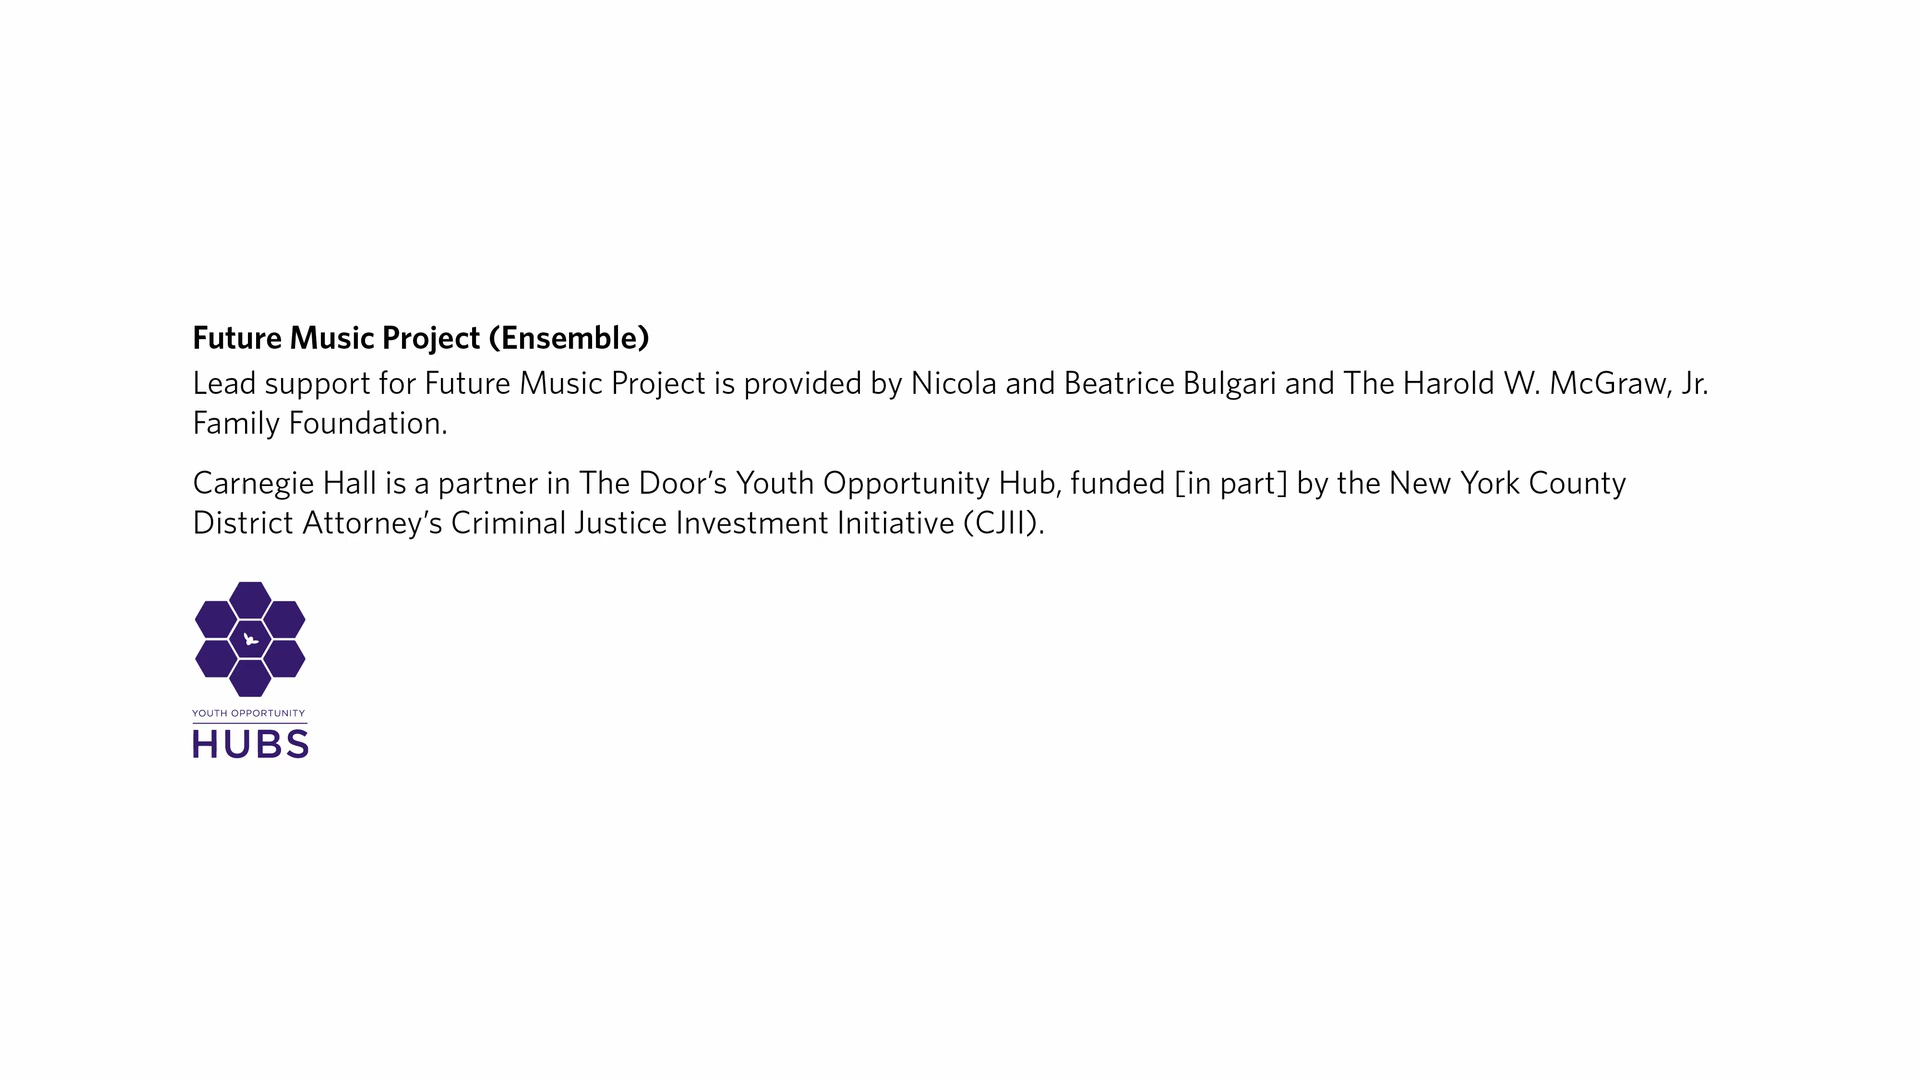 Future Music Project (Ensemble)
Lead support for Future Music Project is provided by Nicola and Beatrice Bulgari and The Harold W. McGraw, Jr.
Family Foundation.
Carnegie Hall is a partner in The Door’s Youth Opportunity Hub, funded [in part] by the New York County
District Attorney’s Criminal Justice Investment Initiative (CJII).
YOUTH OPPORTUNITY
HUBS